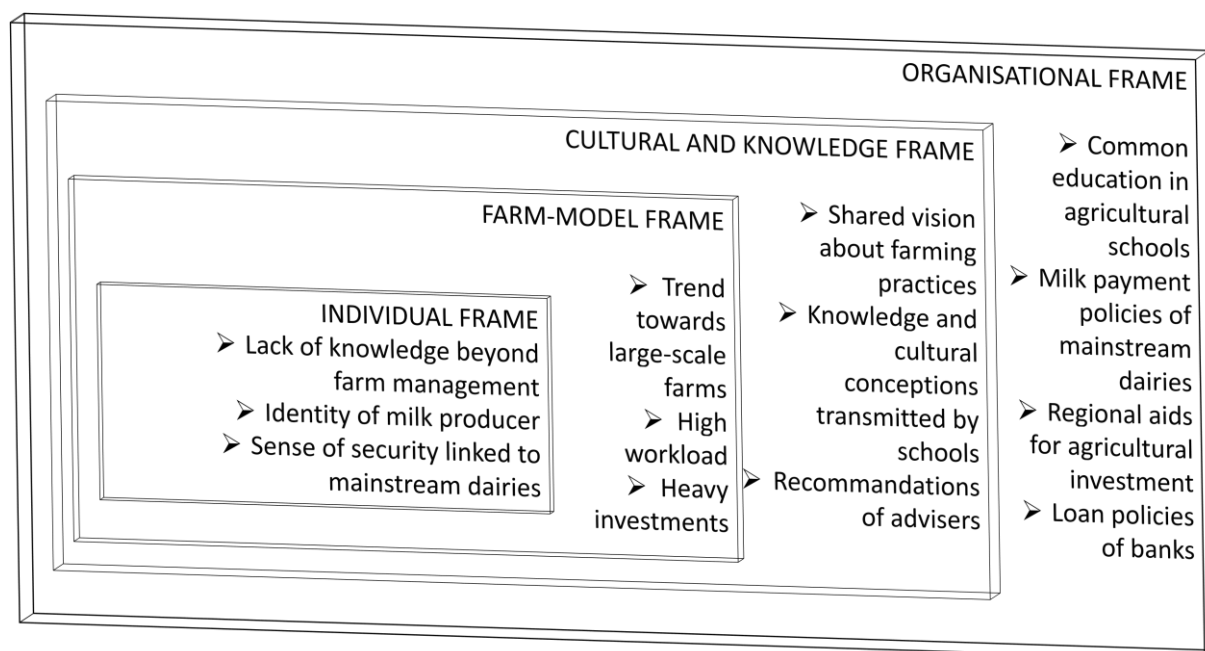 ORGANISATIONAL FRAME
➢ Common
education in
agricultural
schools
➢ Milk payment
policies of
mainstream
dairies
➢ Regional aids
for agricultural
investment
➢ Loan policies
of banks
CULTURAL AND KNOWLEDGE FRAME
➢ Shared vision
about farming
practices
➢ Knowledge and
cultural
conceptions
transmitted by
schools
➢ Recommandations
of advisers
FARM-MODEL FRAME
➢ Trend
towards
large-scale
farms
➢ High
workload
➢ Heavy
investments
INDIVIDUAL FRAME
➢ Lack of knowledge beyond
farm management
➢ Identity of milk producer
➢ Sense of security linked to
mainstream dairies